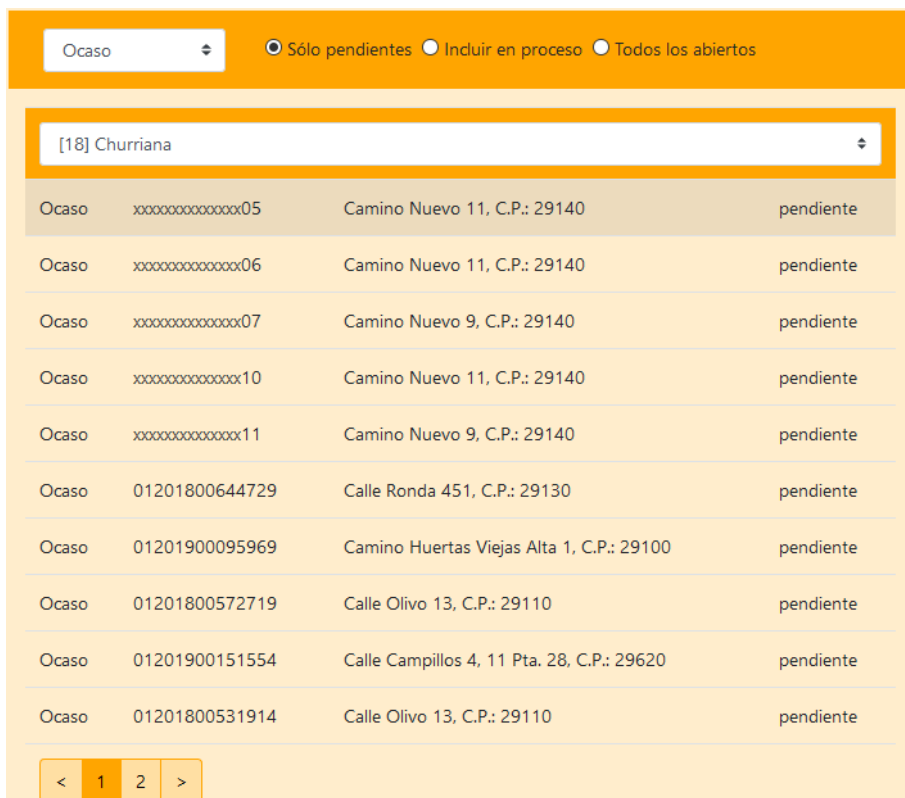 Ocaso Sólo pendientes Incluir en proceso Todos los abiertos
[18] Churriana
Ocaso xxxxxxxxxxxxxx05 Camino Nuevo 11, C.P.: 29140 pendiente
Ocaso xxxxxxxxxxxxxx06 Camino Nuevo 11, C.P.: 29140 pendiente
Ocaso xxxxxxxxxxxxxx07 Camino Nuevo 9, C.P.: 29140 pendiente
Ocaso xxxxxxxxxxxxxx10 Camino Nuevo 11, C.P.: 29140 pendiente
Ocaso xxxxxxxxxxxxxx11 Camino Nuevo 9, C.P.: 29140 pendiente
Ocaso 01201800644729 Calle Ronda 451, C.P.: 29130 pendiente
Ocaso 01201900095969 Camino Huertas Viejas Alta 1, C.P.: 29100 pendiente
Ocaso 01201800572719 Calle Olivo 13, C.P.: 29110 pendiente
Ocaso 01201900151554 Calle Campillos 4, 11 Pta. 28, C.P.: 29620 pendiente
Ocaso 01201800531914 Calle Olivo 13, C.P.: 29110 pendiente
< 1 2 >